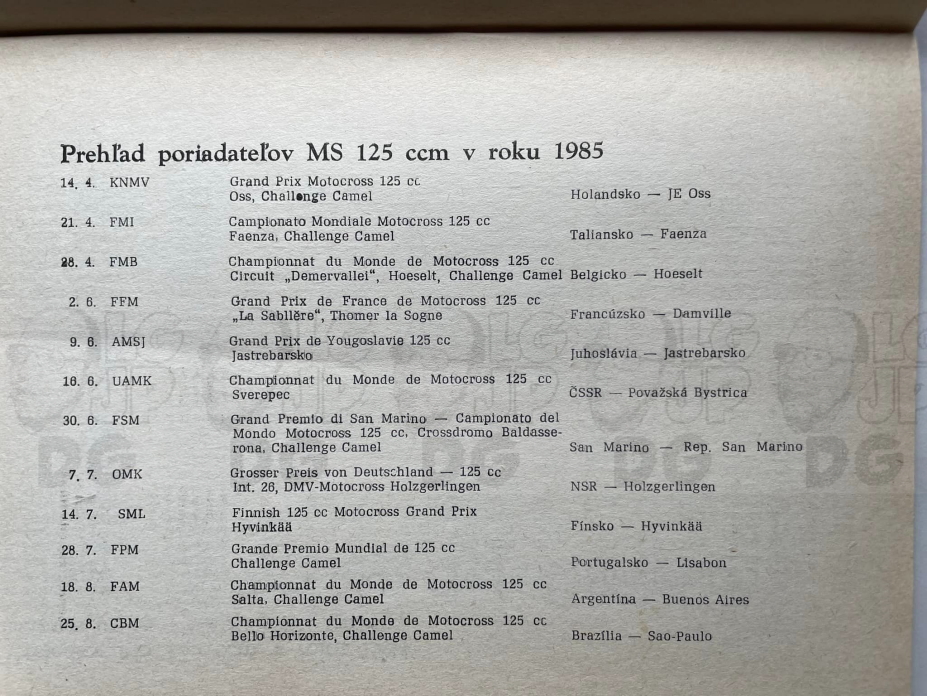 Prehľad poriadateľov MS 125 ccm v roku 1985
14. 4. KNMV Grand Prix Motocross 125 cc
Oss, Challenge Camel Holandsko — JE Oss
21. 4. FMI Campionato Mondiale Motocross 125 cc
Faenza, Challenge Camel Taliansko — Faenza
28. 4. FMB Championnat du Monde de Motocross 125 cc
Circuit „Demervallei“, Hoeselt, Challenge Camel Belgicko — Hoeselt
2. 6. FFM Grand Prix de France de Motocross 125 cc
„La Sablière“, Thomer la Sogne Francúzsko — Damville
9. 6. AMSJ Grand Prix de Yougoslavie 125 cc
Jastrebarsko Juhoslávia — Jastrebarsko
16. 6. UAMK Championnat du Monde de Motocross 125 cc
Sverepec ČSSR — Považská Bystrica
30. 6. FSM Grand Premio di San Marino — Campionato del
Mondo Motocross 125 cc, Crossdromo Baldasse-
rona, Challenge Camel San Marino — Rep. San Marino
7. 7. OMK Grosser Preis von Deutschland — 125 cc
Int. 26, DMV-Motocross Holzgerlingen NSR — Holzgerlingen
14. 7. SML Finnish 125 cc Motocross Grand Prix
Hyvinkää Fínsko — Hyvinkää
28. 7. FPM Grande Premio Mundial de 125 cc
Challenge Camel Portugalsko — Lisabon
18. 8. FAM Championnat du Monde de Motocross 125 cc
Salta, Challenge Camel Argentína — Buenos Aires
25. 8. CBM Championnat du Monde de Motocross 125 cc
Bello Horizonte, Challenge Camel Brazília — Sao-Paulo